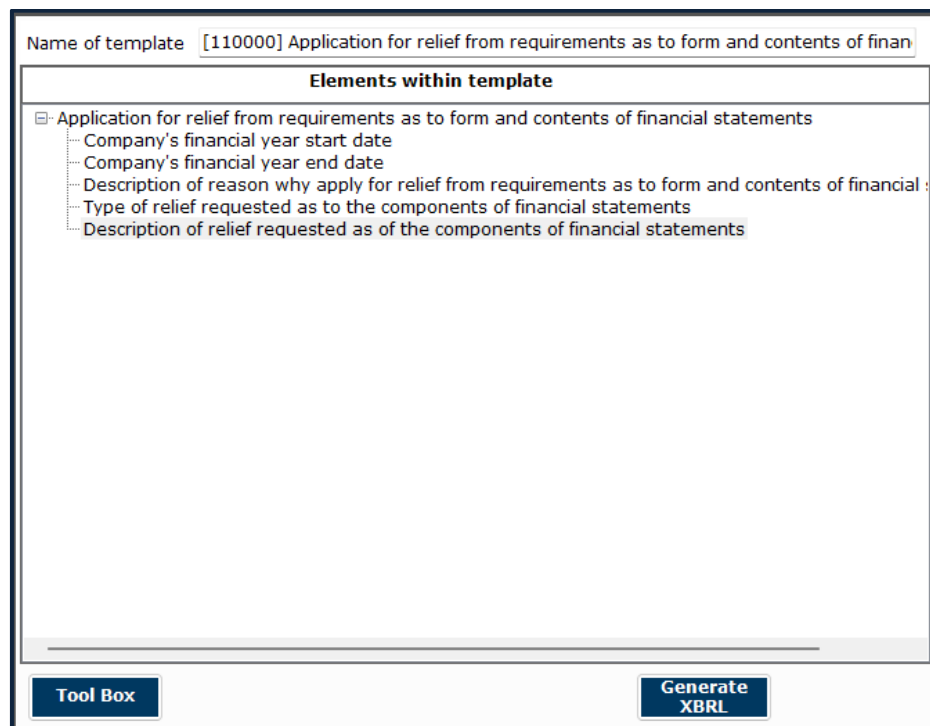 Name of template [110000] Application for relief from requirements as to form and contents of finan
Elements within template
Application for relief from requirements as to form and contents of financial statements
Company's financial year start date
Company's financial year end date
Description of reason why apply for relief from requirements as to form and contents of financial
Type of relief requested as to the components of financial statements
Description of relief requested as of the components of financial statements
Tool Box
Generate
XBRL